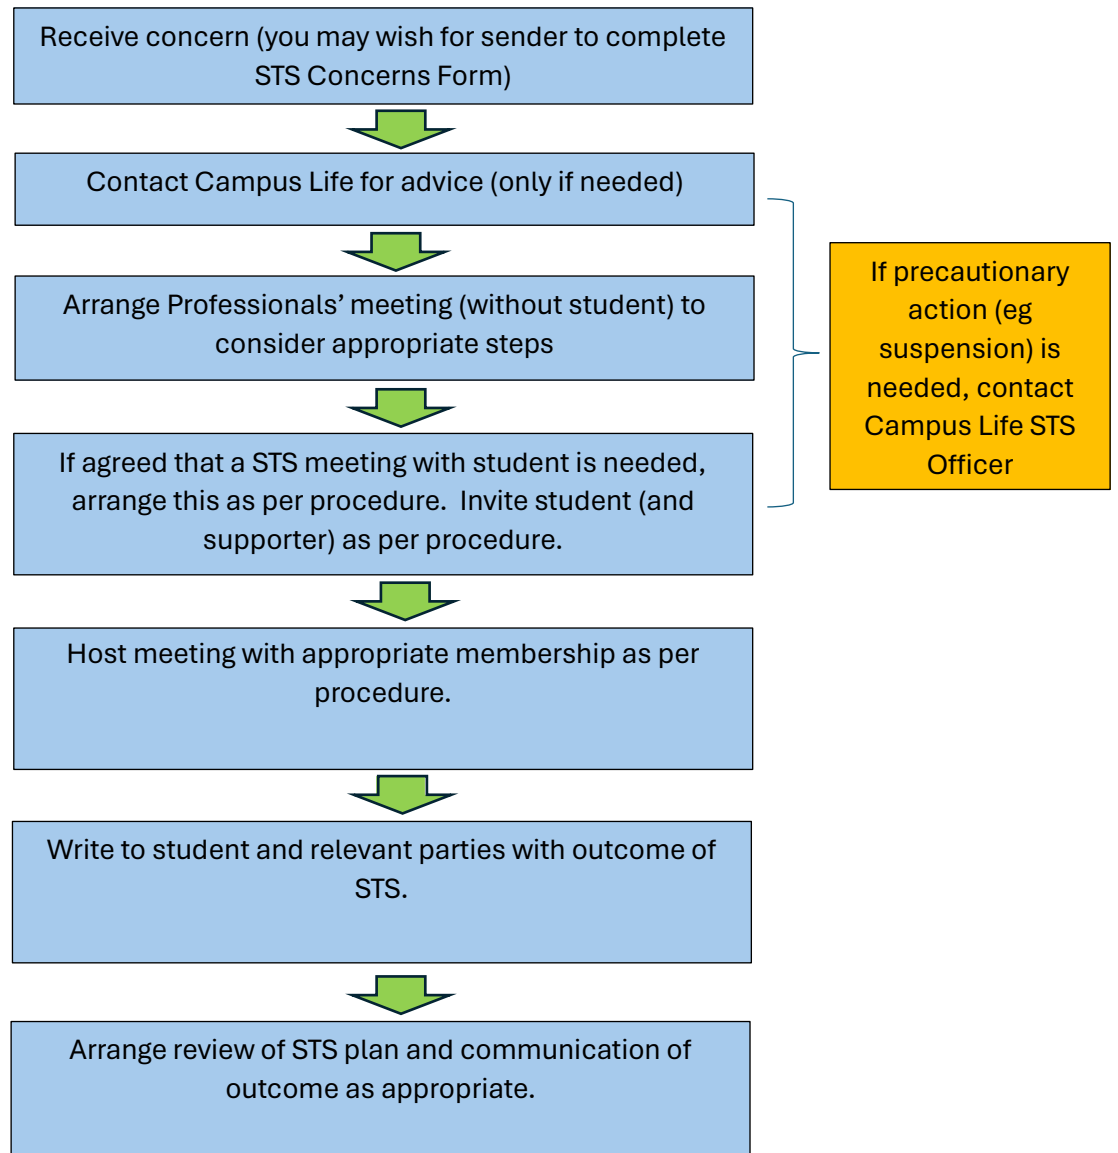 Receive concern (you may wish for sender to complete
STS Concerns Form)
Contact Campus Life for advice (only if needed)
Arrange Professionals’ meeting (without student) to
consider appropriate steps
If agreed that a STS meeting with student is needed,
arrange this as per procedure.  Invite student (and
supporter) as per procedure.
If precautionary
action (eg
suspension) is
needed, contact
Campus Life STS
Officer
Host meeting with appropriate membership as per
procedure.
Write to student and relevant parties with outcome of
STS.
Arrange review of STS plan and communication of
outcome as appropriate.